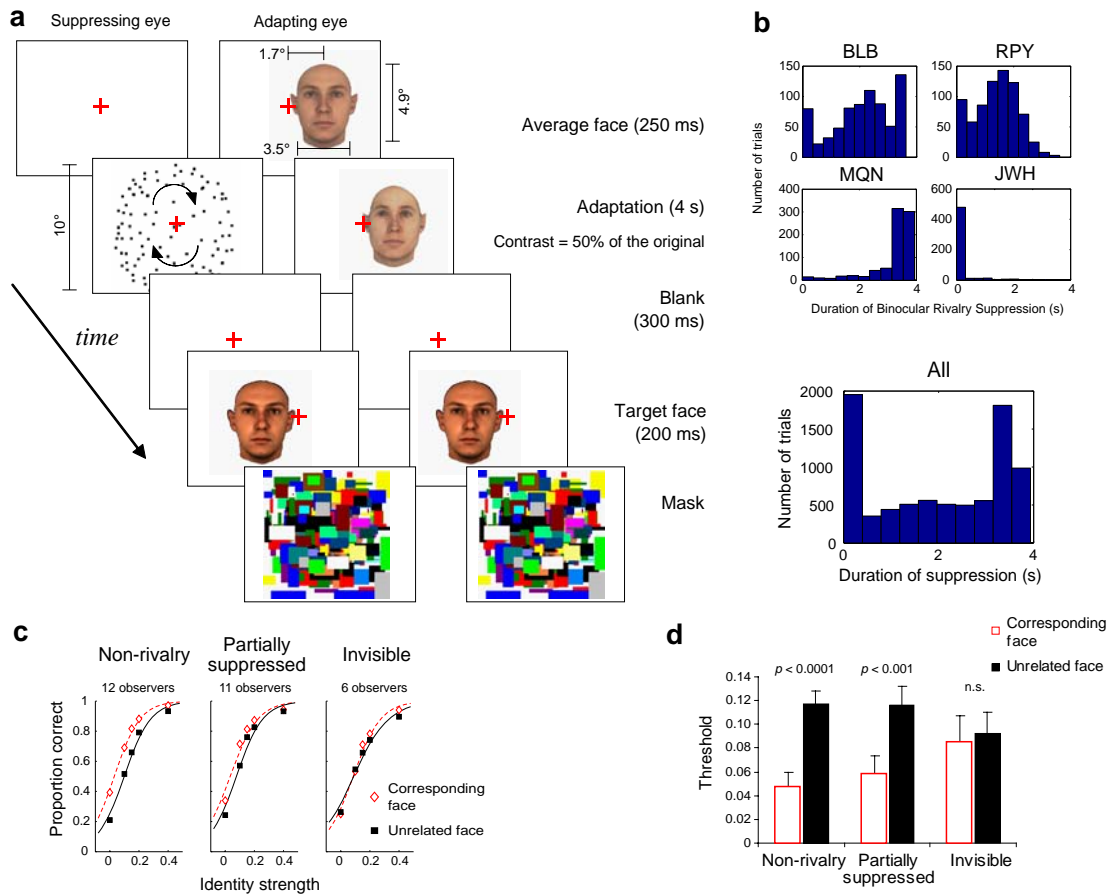 a
Suppressing eye
Adapting eye
1.7°
4.9°
3.5°
Average face (250 ms)
10°
Adaptation (4 s)
Contrast = 50% of the original
Blank
(300 ms)
time
Target face
(200 ms)
Mask
b
BLB
RPY
150
100
50
0
150
100
50
0
MQN
JWH
400
300
200
100
0
600
400
200
0
0 2 4
0 2 4
Number of trials
Duration of Binocular Rivalry Suppression (s)
All
2000
1500
1000
500
0
0 2 4
Number of trials
Duration of suppression (s)
c
Non-rivalry
Partially
suppressed
Invisible
12 observers
11 observers
6 observers
1
0.8
0.6
0.4
0.2
0
Proportion correct
0 0.2 0.4
0 0.2 0.4
0 0.2 0.4
Identity strength
Corresponding
face
Unrelated face
d
Corresponding
face
Unrelated face
p < 0.0001
p < 0.001
n.s.
0.14
0.12
0.10
0.08
0.06
0.04
0.02
0
Threshold
Non-rivalry
Partially
suppressed
Invisible